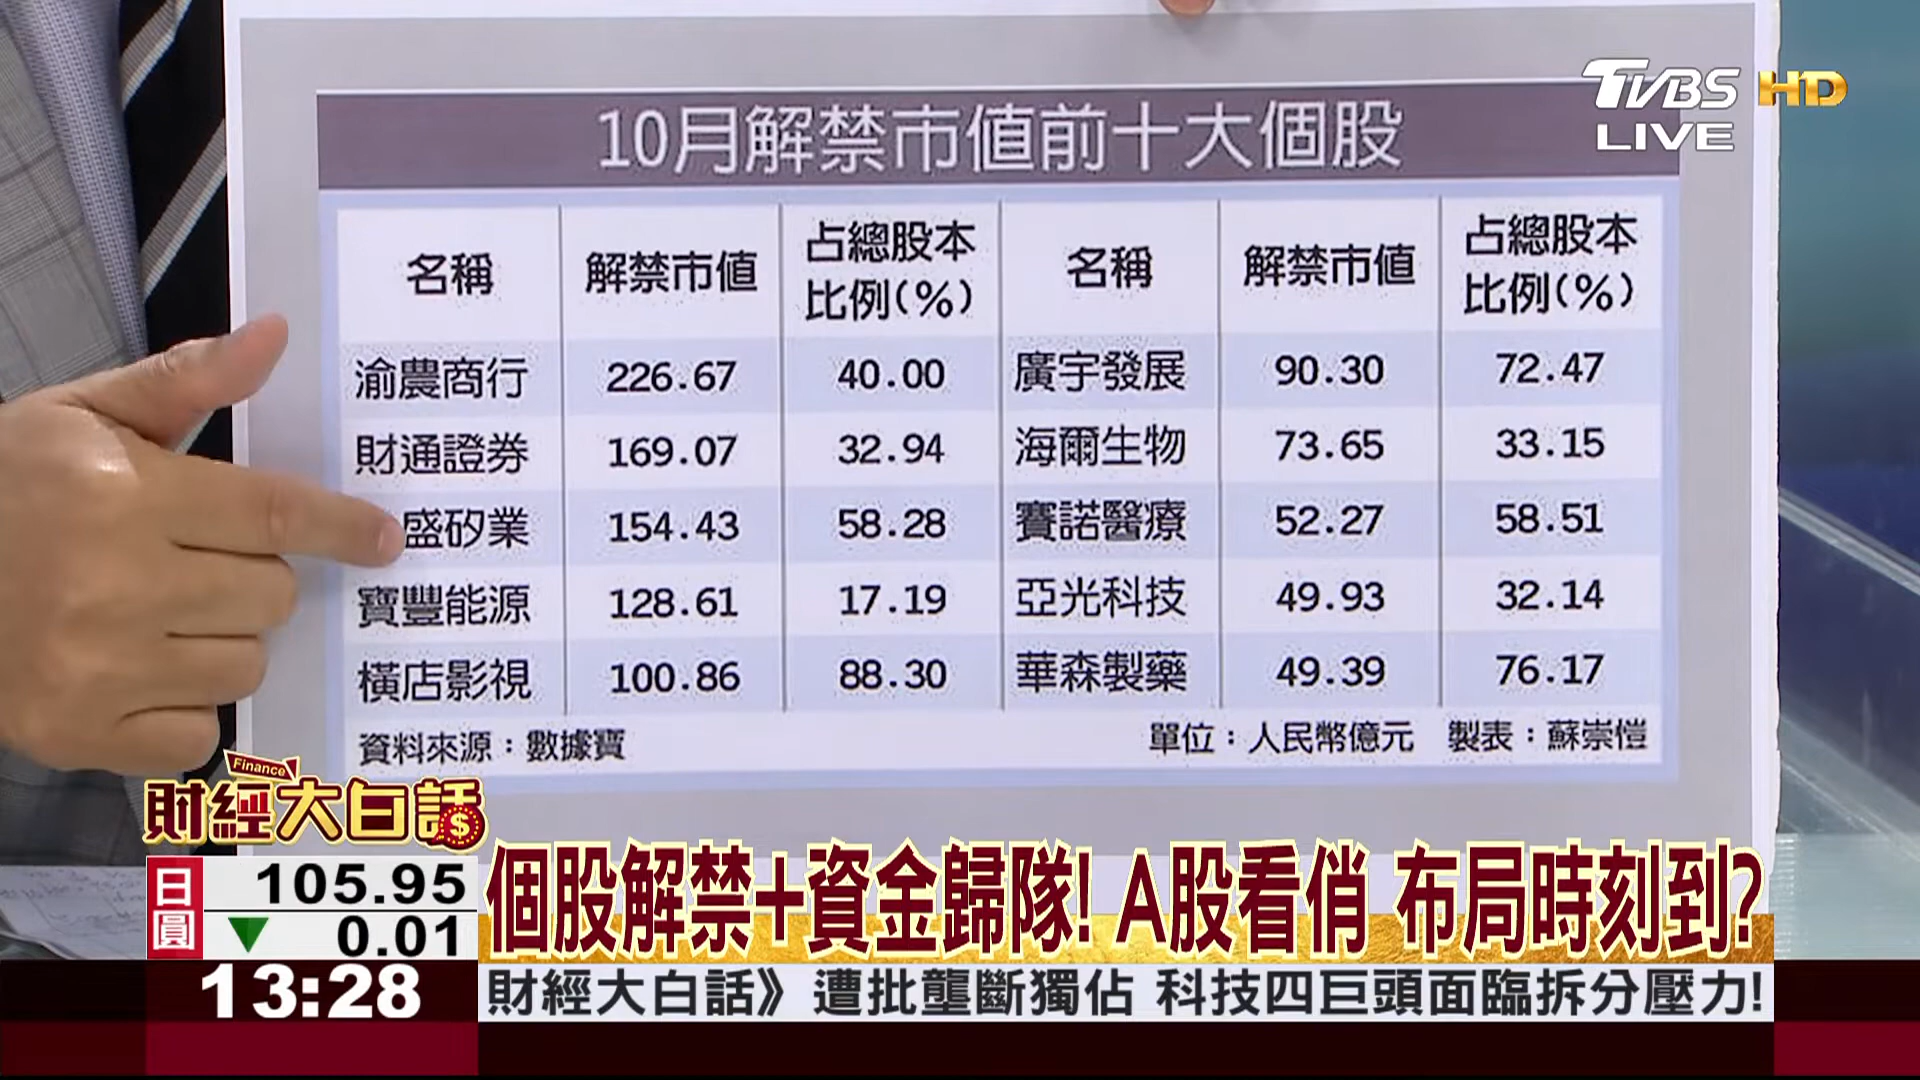 TVBS HD
LIVE
10月解禁市值前十大個股
名稱 解禁市值 占總股本比例(%) 名稱 解禁市值 占總股本比例(%)
渝農商行 226.67 40.00 廣宇發展 90.30 72.47
財通證券 169.07 32.94 海爾生物 73.65 33.15
盛矽業 154.43 58.28 賽諾醫療 52.27 58.51
寶豐能源 128.61 17.19 亞光科技 49.93 32.14
橫店影視 100.86 88.30 華森製藥 49.39 76.17
資料來源：數據寶 單位：人民幣億元 製表：蘇崇愷
Finance
財經大白話
日圓 105.95
▼ 0.01
13:28
個股解禁+資金歸隊! A股看俏 布局時刻到?
財經大白話》遭批壟斷獨佔 科技四巨頭面臨拆分壓力!